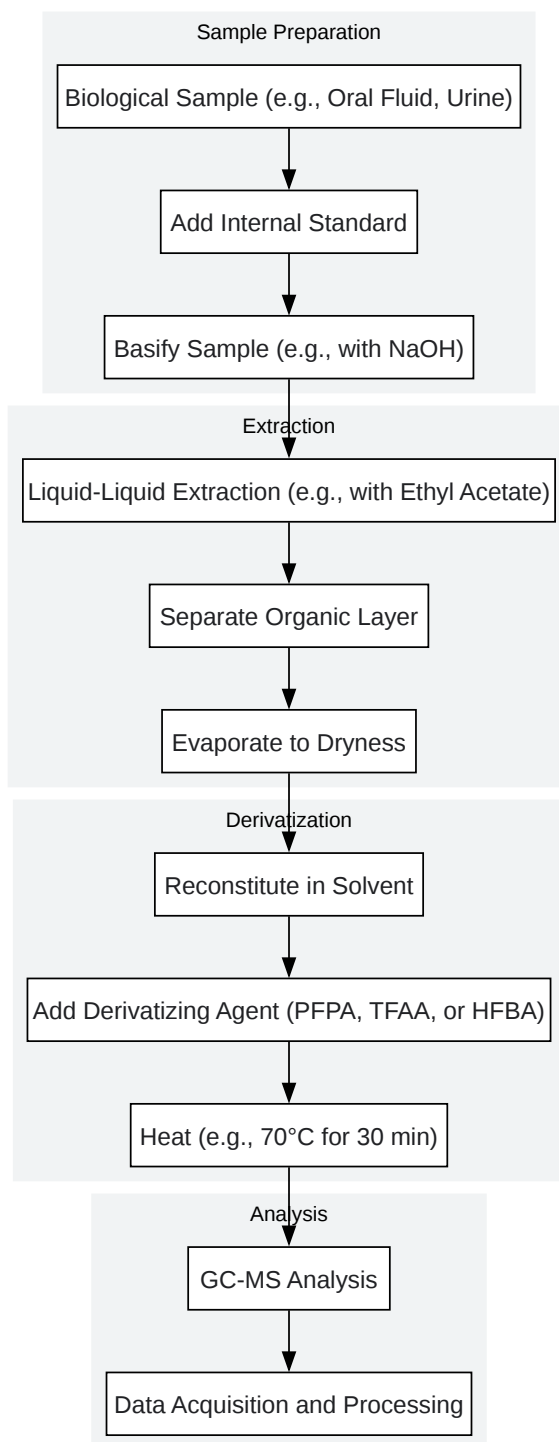 Sample Preparation
Biological Sample (e.g., Oral Fluid, Urine)
Add Internal Standard
Basify Sample (e.g., with NaOH)
Extraction
Liquid-Liquid Extraction (e.g., with Ethyl Acetate)
Separate Organic Layer
Evaporate to Dryness
Derivatization
Reconstitute in Solvent
Add Derivatizing Agent (PFPA, TFAA, or HFBA)
Heat (e.g., 70°C for 30 min)
Analysis
GC-MS Analysis
Data Acquisition and Processing